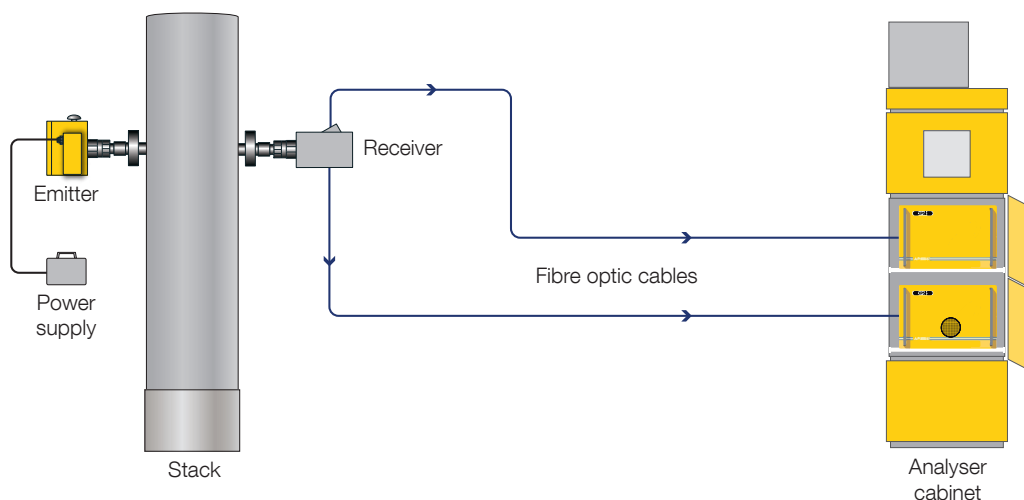 Receiver
Emitter
Fibre optic cables
Power
supply
Stack
Analyser
cabinet